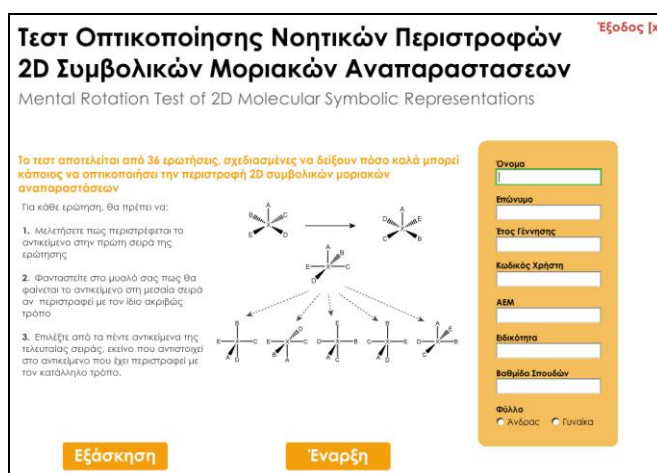 Τεστ Οπτικοποίησης Νοητικών Περιστροφών
Έξοδος [x
2D Συμβολικών Μοριακών Αναπαραστασεων
Mental Rotation Test of 2D Molecular Symbolic Representations
Το τεστ αποτελείται από 36 ερωτήσεις, σχεδιασμένες να δείξουν πόσο καλά μπορεί
κάποιος να οπτικοποιήσει την περιστροφή 2D συμβολικών μοριακών
αναπαραστάσεων
Για κάθε ερώτηση, θα πρέπει να:
1. Μελετήσετε πως περιστρέφεται το
αντικείμενο στην πρώτη σειρά της
ερώτησης
2. Φανταστείτε στο μυαλό σας πως θα
φαίνεται το αντικείμενο στη μεσαία σειρά
αν περιστραφεί με τον ίδιο ακριβώς
τρόπο
3. Επιλέξτε από τα πέντε αντικείμενα της
τελευταίας σειράς, εκείνο που αντιστοιχεί
στο αντικείμενο που έχει περιστραφεί με
τον κατάλληλο τρόπο.
Όνομα
Επώνυμο
Έτος Γέννησης
Κωδικός Χρήστη
ΑΕΜ
Ειδικότητα
Βαθμίδα Σπουδών
Φύλλο
Άνδρας Γυναίκα
Εξάσκηση Έναρξη